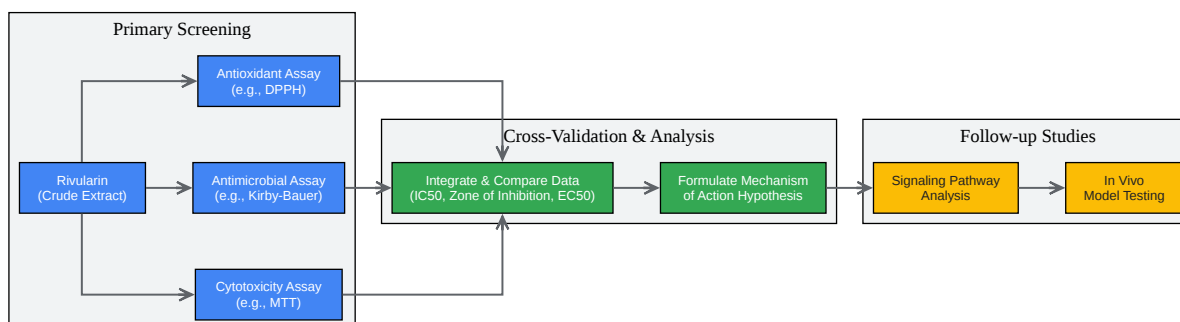 Primary Screening
Antioxidant Assay
(e.g., DPPH)
Rivularin
(Crude Extract)
Antimicrobial Assay
(e.g., Kirby-Bauer)
Cytotoxicity Assay
(e.g., MTT)
Cross-Validation & Analysis
Integrate & Compare Data
(IC50, Zone of Inhibition, EC50)
Formulate Mechanism
of Action Hypothesis
Follow-up Studies
Signaling Pathway
Analysis
In Vivo
Model Testing